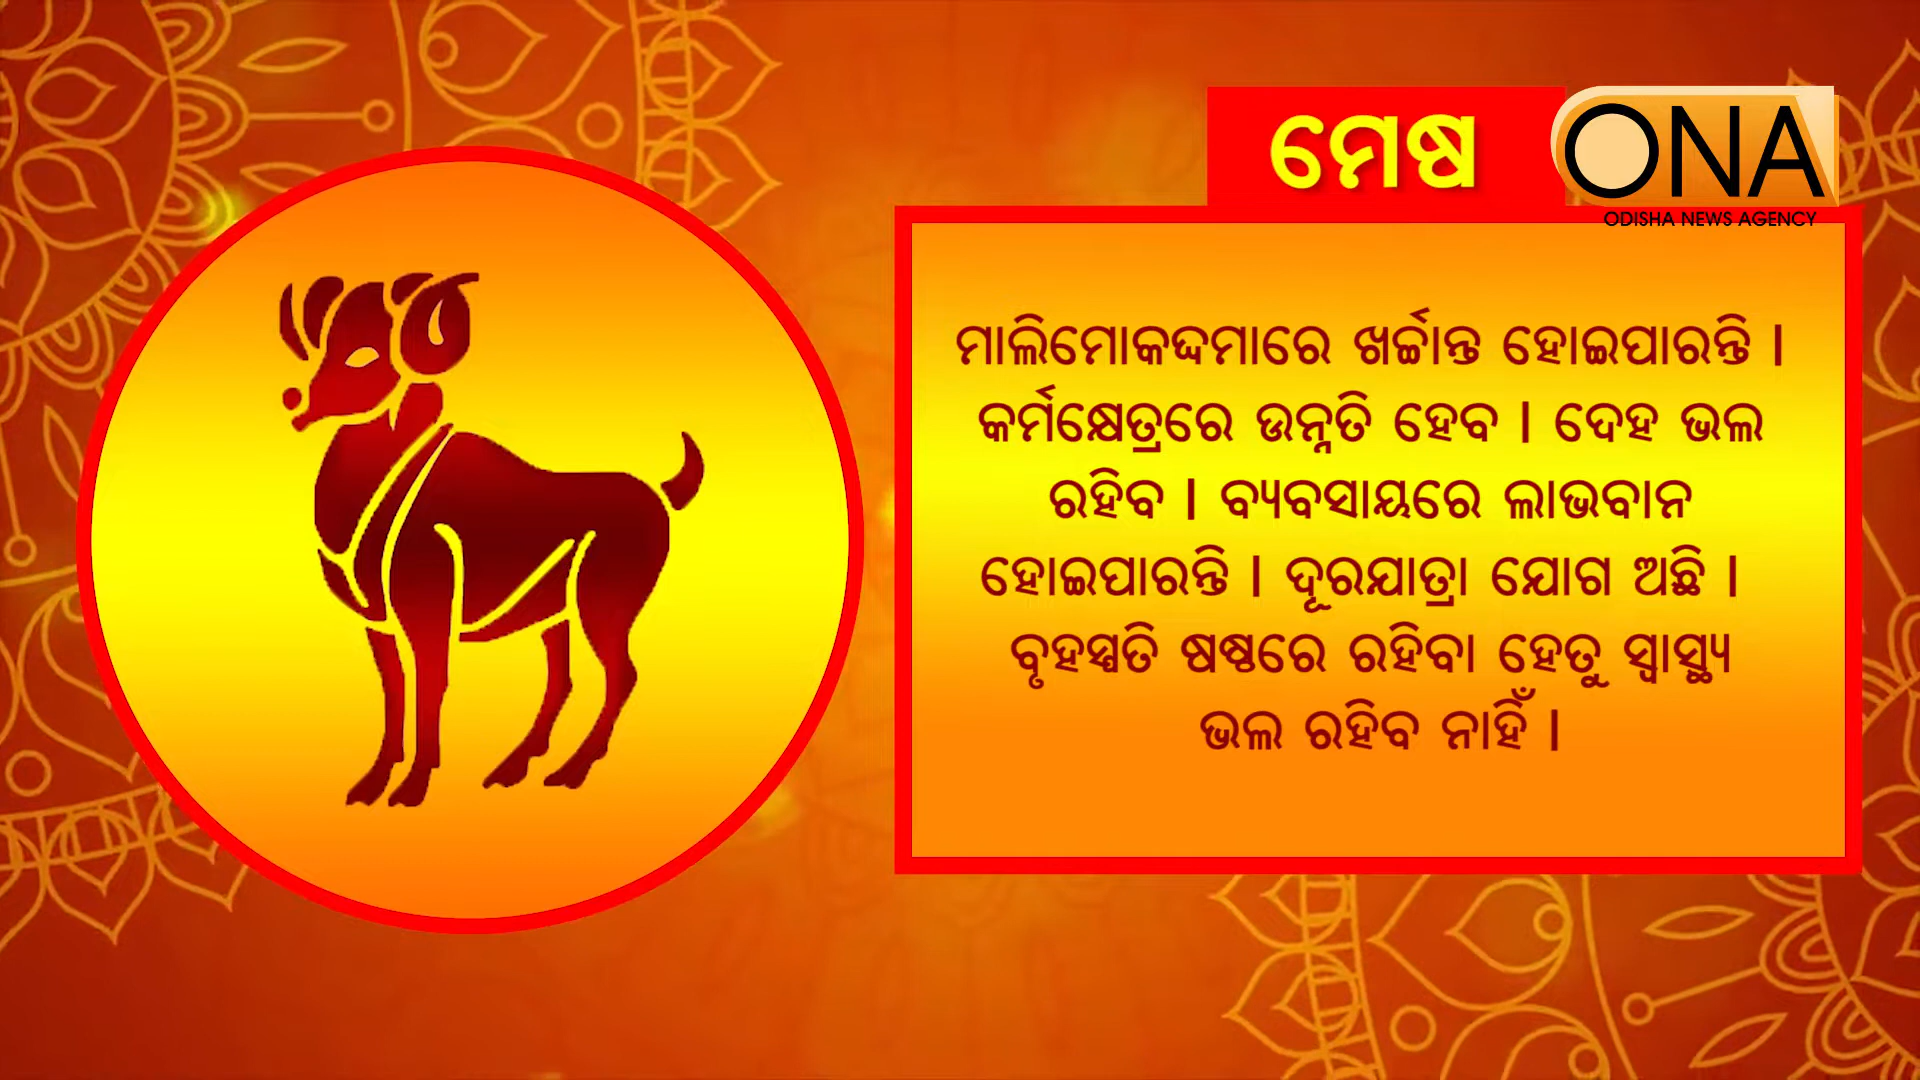 ମେଷ
ONA
ODISHA NEWS AGENCY
ମାଲିମୋକଦ୍ଦମାରେ ଖର୍ଚ୍ଚାନ୍ତ ହୋଇପାରନ୍ତି ।
କର୍ମକ୍ଷେତ୍ରରେ ଉନ୍ନତି ହେବ । ଦେହ ଭଲ
ରହିବ । ବ୍ୟବସାୟରେ ଲାଭବାନ
ହୋଇପାରନ୍ତି । ଦୂରଯାତ୍ରା ଯୋଗ ଅଛି ।
ବୃହସ୍ପତି ଷଷ୍ଠରେ ରହିବା ହେତୁ ସ୍ୱାସ୍ଥ୍ୟ
ଭଲ ରହିବ ନାହିଁ ।